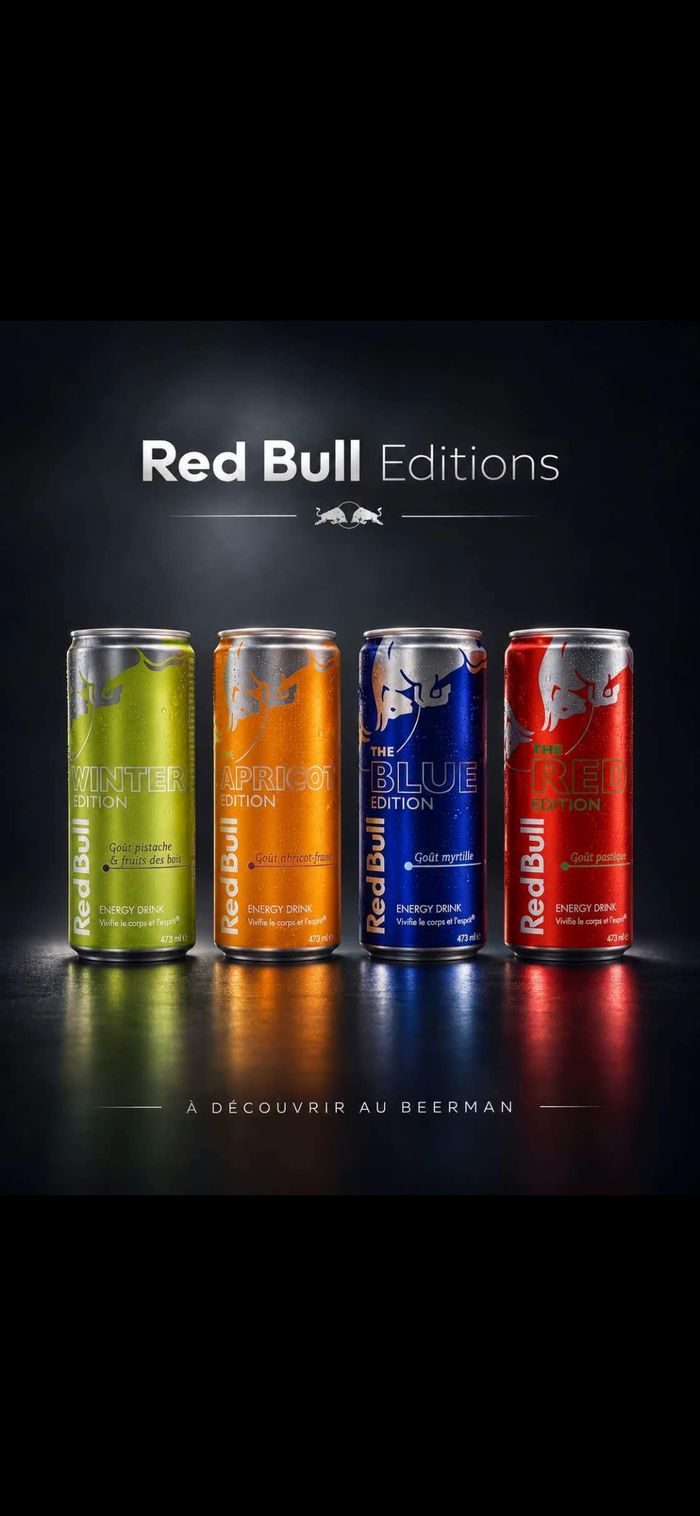 Red Bull Editions
WINTER
EDITION
Goût pistache
& fruits des bois
Red Bull
ENERGY DRINK
Vivifie le corps et l'esprit®
473 ml e
THE
APRICOT
EDITION
Goût abricot-fraise
Red Bull
ENERGY DRINK
Vivifie le corps et l'esprit®
473 ml e
THE
BLUE
EDITION
Goût myrtille
Red Bull
ENERGY DRINK
Vivifie le corps et l'esprit®
473 ml e
THE
RED
EDITION
Goût pastèque
Red Bull
ENERGY DRINK
Vivifie le corps et l'esprit®
473 ml e
À DÉCOUVRIR AU BEERMAN